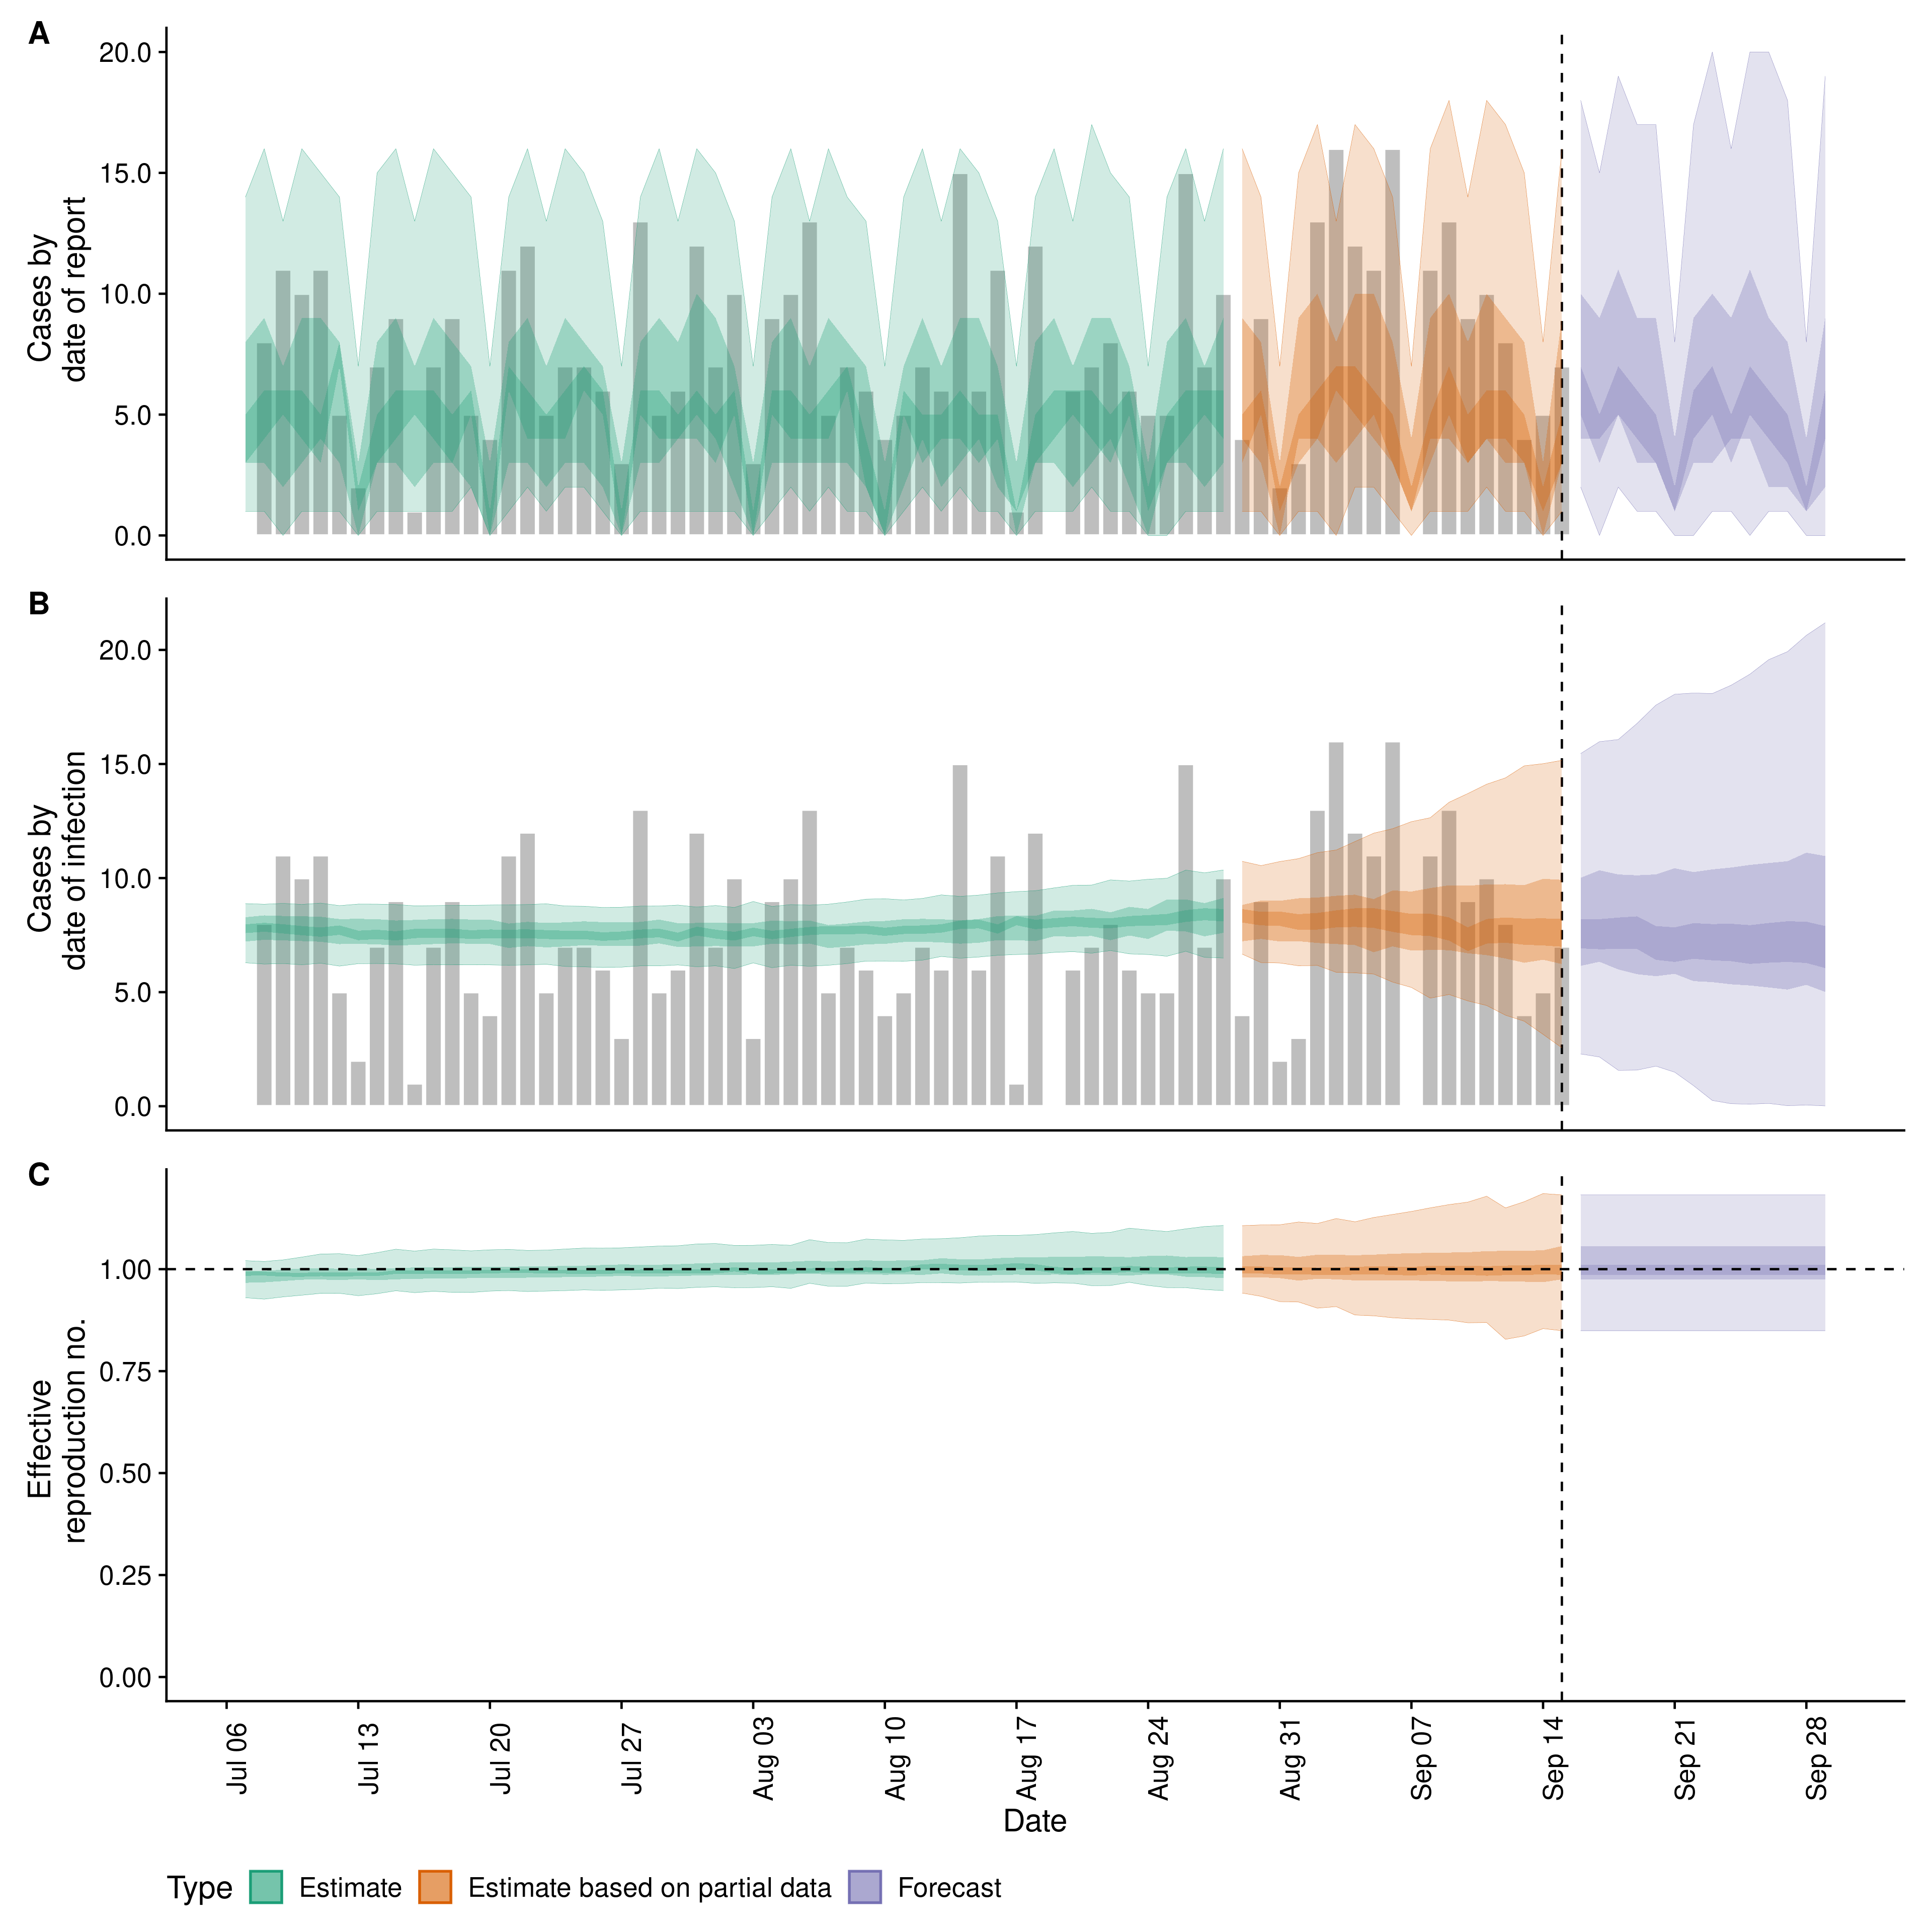 A
20.0
15.0
10.0
5.0
0.0
Cases by
date of report
B
20.0
15.0
10.0
5.0
0.0
Cases by
date of infection
C
1.00
0.75
0.50
0.25
0.00
Effective
reproduction no.
Jul 06
Jul 13
Jul 20
Jul 27
Aug 03
Aug 10
Aug 17
Aug 24
Aug 31
Sep 07
Sep 14
Sep 21
Sep 28
Date
Type Estimate Estimate based on partial data Forecast